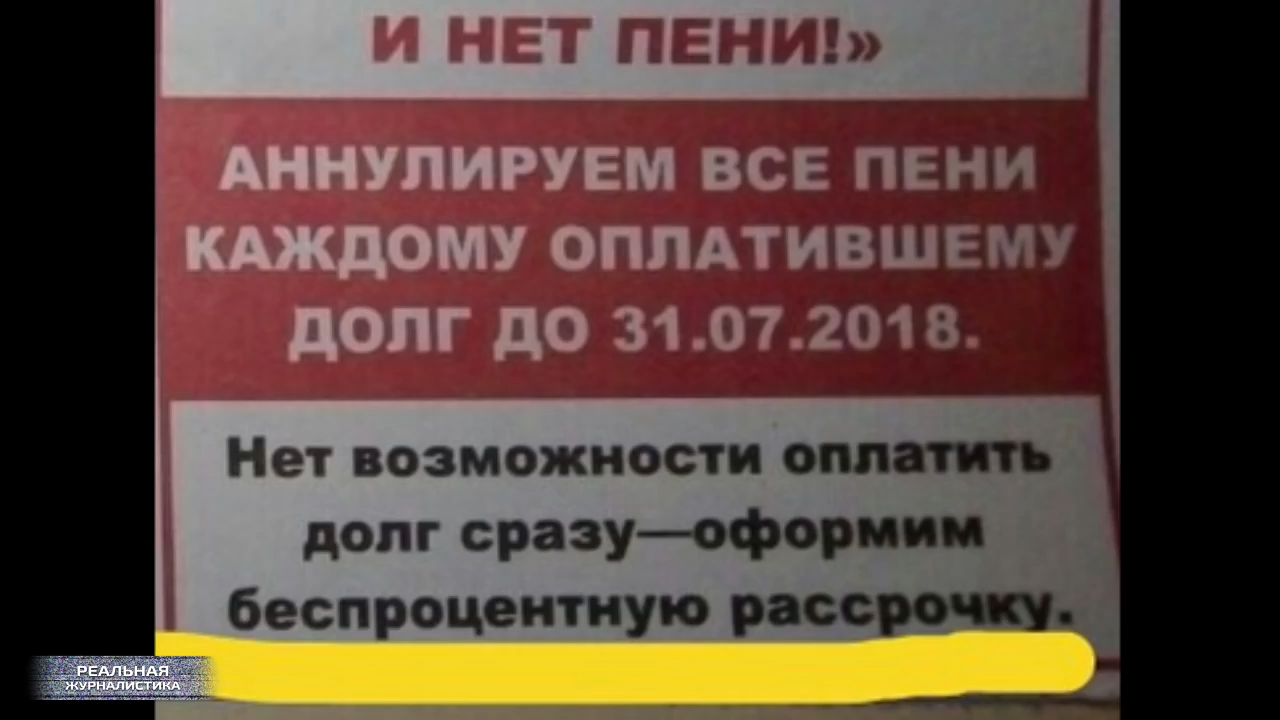 И НЕТ ПЕНИ!»
АННУЛИРУЕМ ВСЕ ПЕНИ
КАЖДОМУ ОПЛАТИВШЕМУ
ДОЛГ ДО 31.07.2018.
Нет возможности оплатить
долг сразу—оформим
беспроцентную рассрочку.
РЕАЛЬНАЯ
ЖУРНАЛИСТИКА